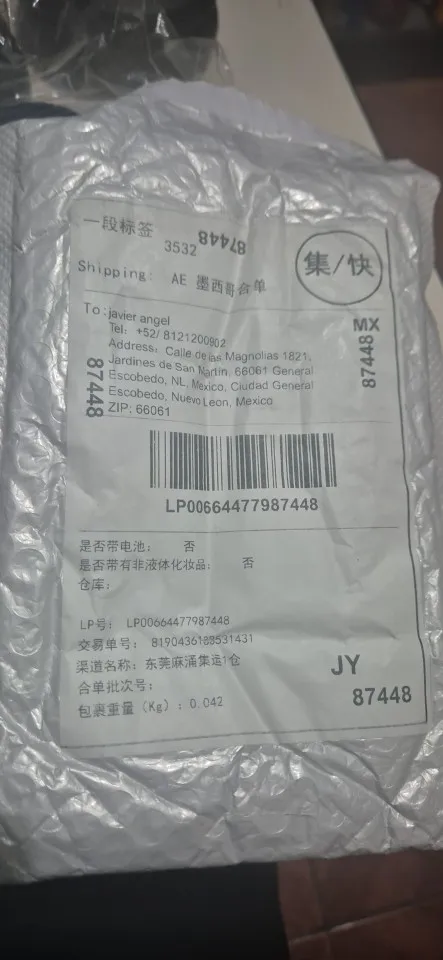 一段标签
3532
87448
集/快
Shipping: AE 墨西哥合单
To: javier angel
Tel: +52/ 8121200902
Address: Calle de las Magnolias 1821,
Jardines de San Martin, 66061 General
Escobedo, NL, Mexico, Ciudad General
Escobedo, Nuevo Leon, Mexico
ZIP: 66061
87448
MX
87448
LP00664477987448
是否带电池: 否
是否带有非液体化妆品: 否
仓库:
LP号: LP00664477987448
交易单号: 8190436188531431
渠道名称: 东莞麻涌集运1仓
合单批次号:
包裹重量 (Kg) : 0.042
JY
87448